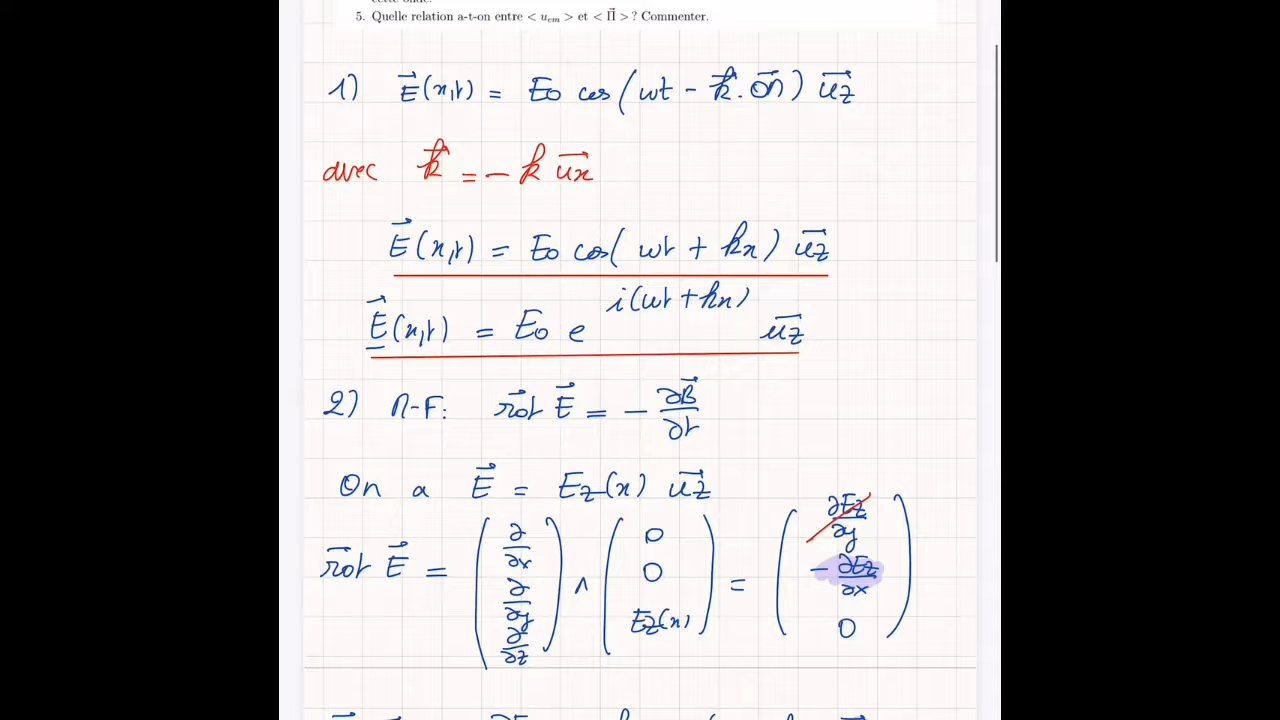 5. Quelle relation a-t-on entre < u_em > et < Π⃗ > ? Commenter.
1) E⃗(x,t) = E₀ cos(ωt − k⃗.OM⃗) u⃗z
avec k⃗ = − k u⃗x
E⃗(x,t) = E₀ cos(ωt + kx) u⃗z
E̲⃗(x,t) = E₀ e^{i(ωt + kx)} u⃗z
2) M-F: rot⃗ E⃗ = − ∂B⃗/∂t
On a E⃗ = Ez(x) u⃗z
rot⃗ E⃗ = (∂/∂x, ∂/∂y, ∂/∂z) ∧ (0, 0, Ez(x)) = (∂Ez/∂y, − ∂Ez/∂x, 0)